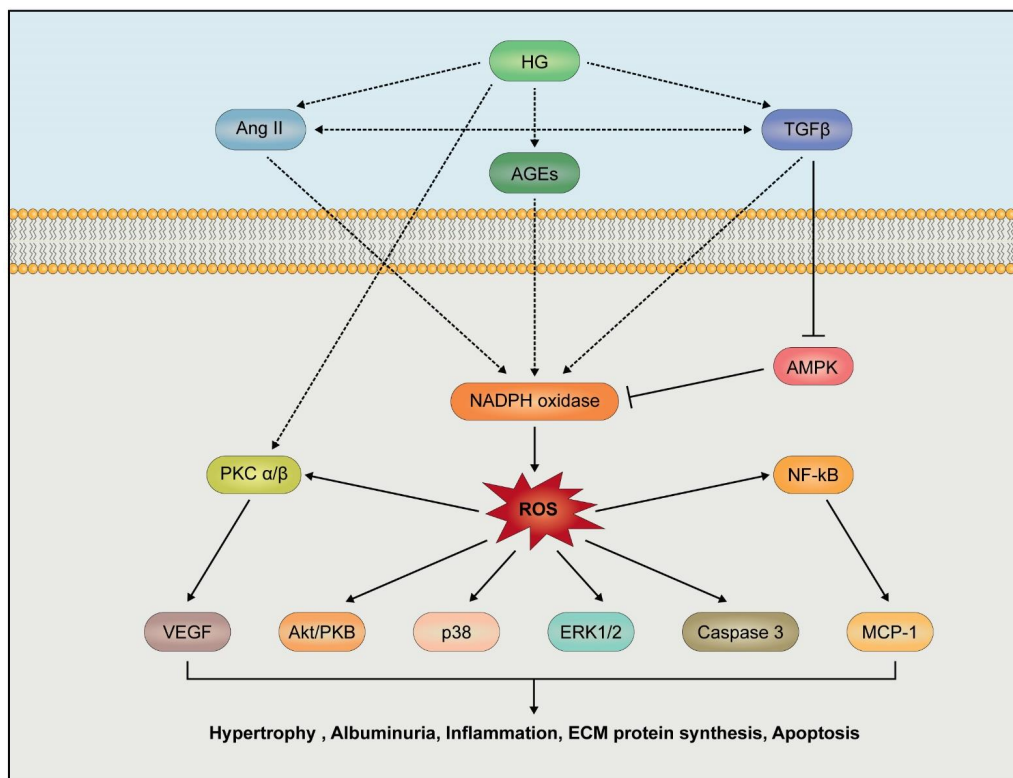 HG
Ang II
TGFβ
AGEs
AMPK
NADPH oxidase
PKC α/β
NF-kB
ROS
VEGF
Akt/PKB
p38
ERK1/2
Caspase 3
MCP-1
Hypertrophy , Albuminuria, Inflammation, ECM protein synthesis, Apoptosis